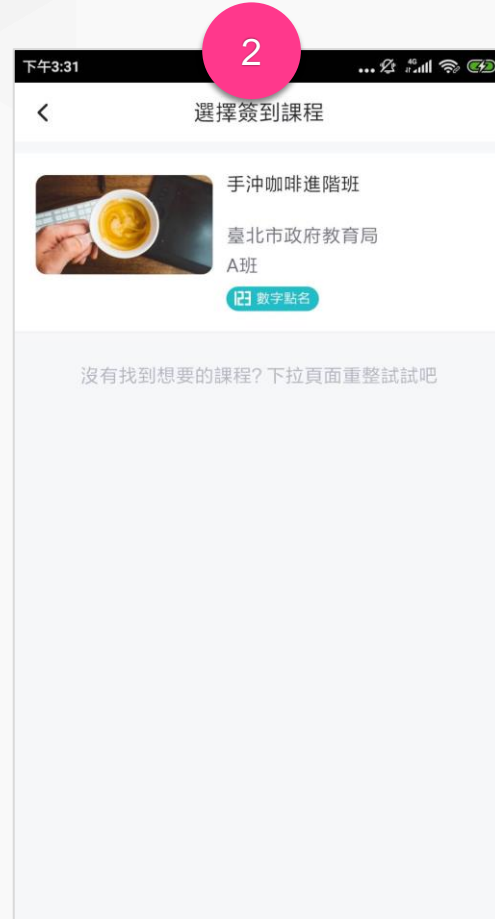 2
下午3:31
4G
選擇簽到課程
手沖咖啡進階班
臺北市政府教育局
A班
123 數字點名
沒有找到想要的課程? 下拉頁面重整試試吧